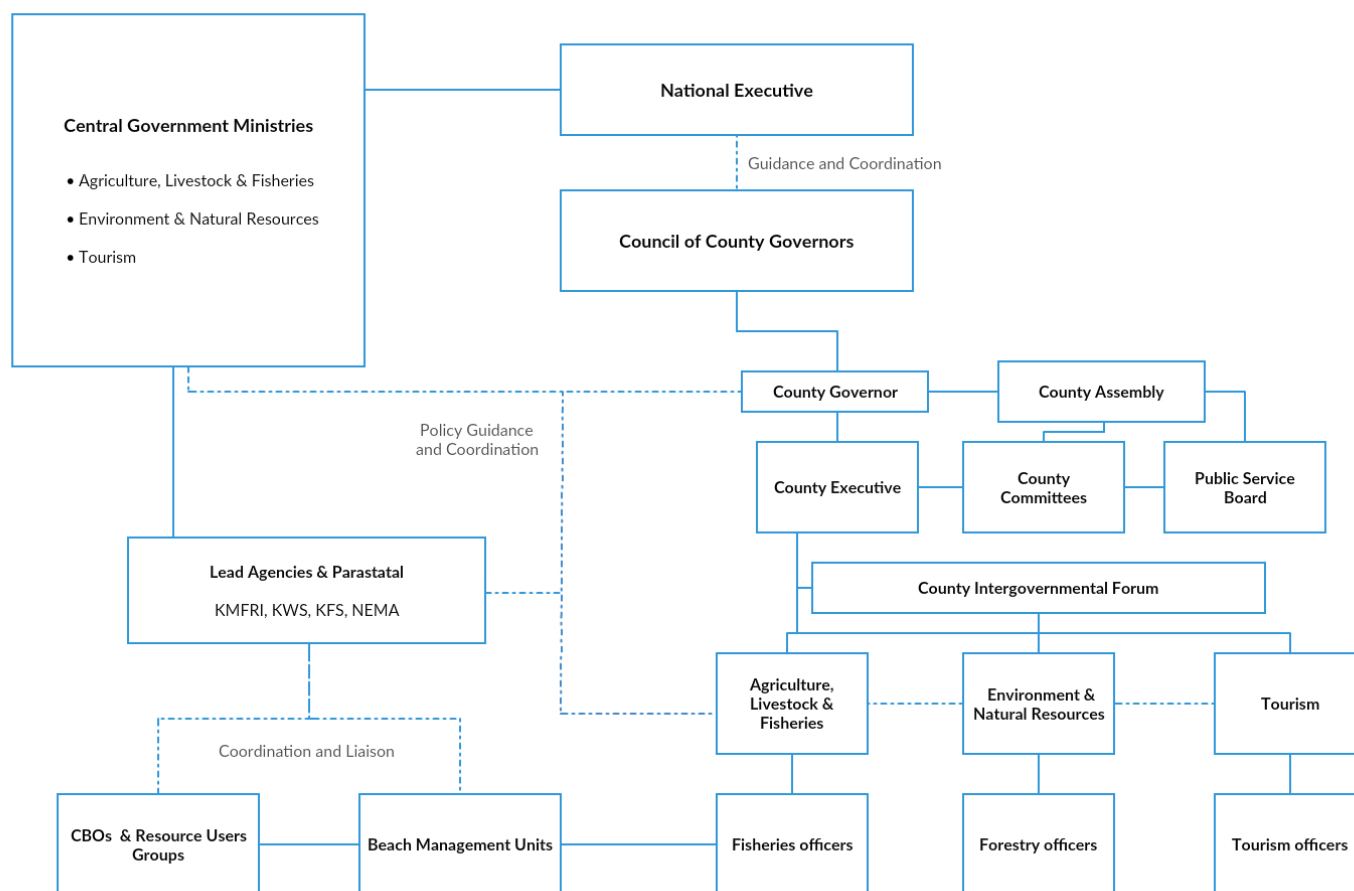 Central Government Ministries
• Agriculture, Livestock & Fisheries
• Environment & Natural Resources
• Tourism
National Executive
Guidance and Coordination
Council of County Governors
County Governor
County Assembly
Policy Guidance
and Coordination
County Executive
County
Committees
Public Service
Board
Lead Agencies & Parastatal
KMFRI, KWS, KFS, NEMA
County Intergovernmental Forum
Agriculture,
Livestock &
Fisheries
Environment &
Natural Resources
Tourism
Coordination and Liaison
CBOs & Resource Users
Groups
Beach Management Units
Fisheries officers
Forestry officers
Tourism officers